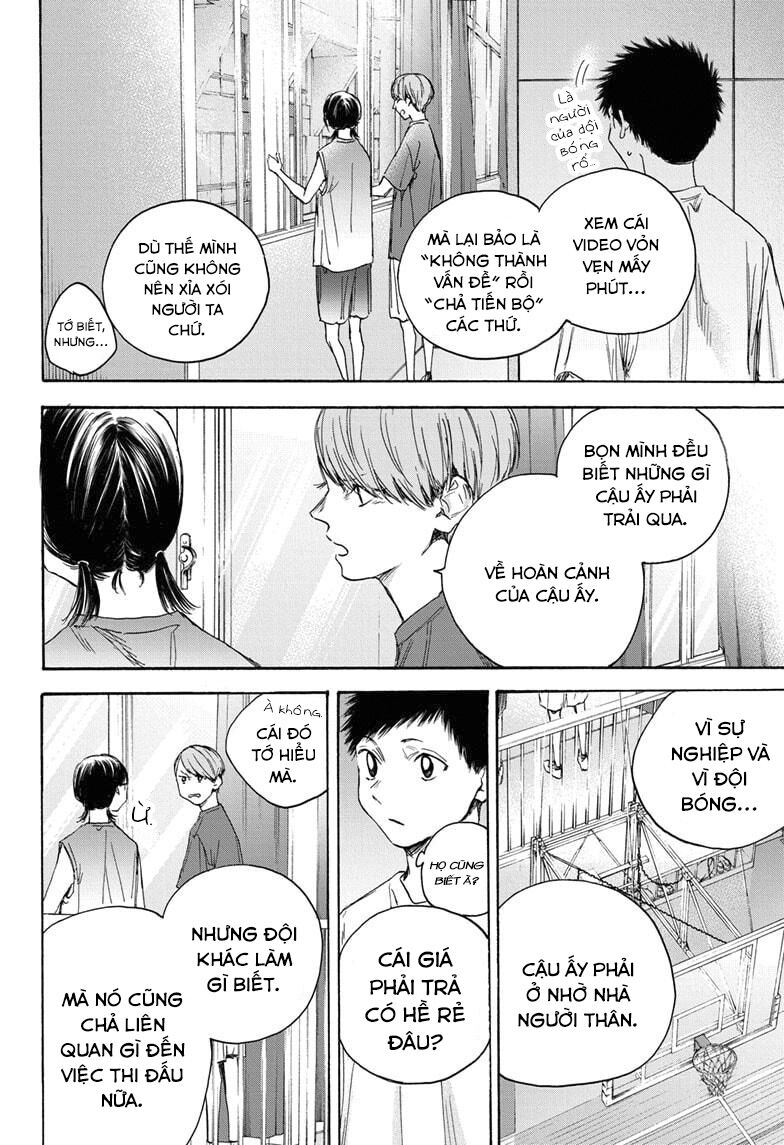 Là
người
của đội
bóng
rổ...
XEM CÁI
VIDEO VỎN
VẸN MẤY
PHÚT...
MÀ LẠI BẢO LÀ
"KHÔNG THÀNH
VẤN ĐỀ" RỒI
"CHẢ TIẾN BỘ"
CÁC THỨ.
DÙ THẾ MÌNH
CŨNG KHÔNG
NÊN XỈA XÓI
NGƯỜI TA
CHỨ.
TỚ BIẾT,
NHƯNG...
BỌN MÌNH ĐỀU
BIẾT NHỮNG GÌ
CẬU ẤY PHẢI
TRẢI QUA.
VỀ HOÀN CẢNH
CỦA CẬU ẤY.
VÌ SỰ
NGHIỆP VÀ
VÌ ĐỘI
BÓNG...
CẬU ẤY PHẢI
Ở NHỜ NHÀ
NGƯỜI THÂN.
HỌ CŨNG
BIẾT À?
CÁI GIÁ
PHẢI TRẢ
CÓ HỀ RẺ
ĐÂU?
À không.
CÁI ĐÓ
TỚ HIỂU
MÀ.
Ừ.
NHƯNG ĐỘI
KHÁC LÀM
GÌ BIẾT.
MÀ NÓ CŨNG
CHẢ LIÊN
QUAN GÌ ĐẾN
VIỆC THI ĐẤU
NỮA.